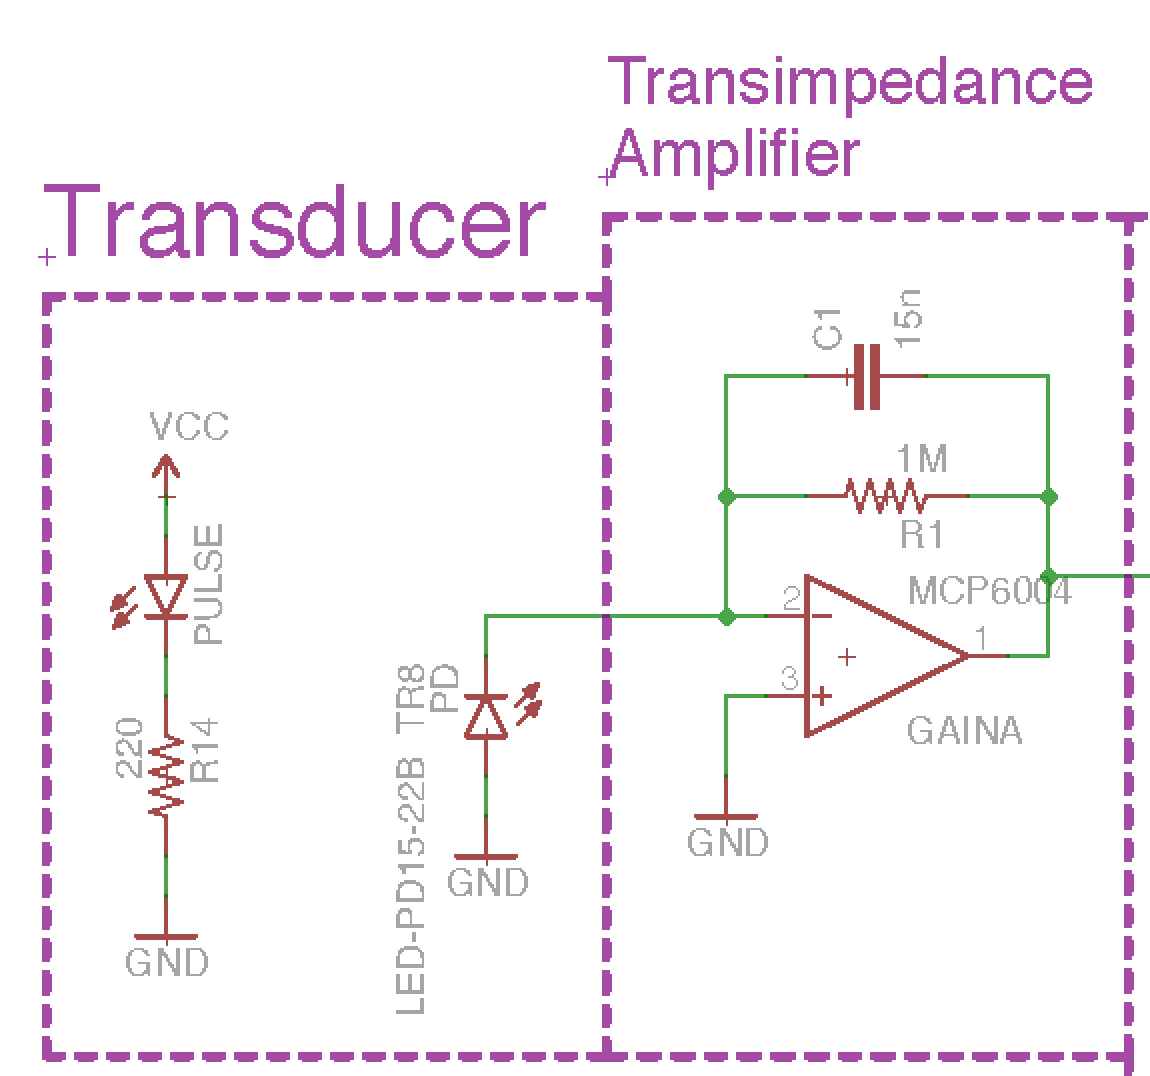 Transimpedance
Amplifier
Transducer
C1
15n
VCC
1M
R1
PULSE
MCP6004
2
1
3
TR8
PD
LED-PD15-22B
220
R14
GAINA
GND
GND
GND